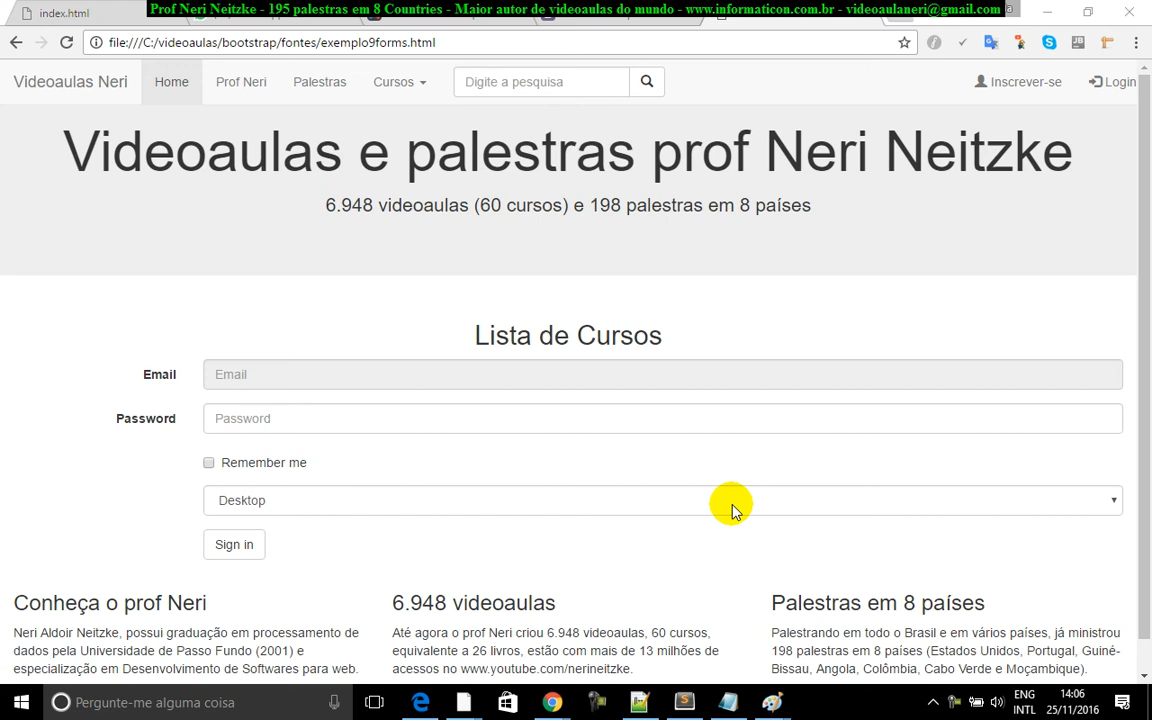 index.html
Prof Neri Neitzke - 195 palestras em 8 Countries - Maior autor de videoaulas do mundo - www.informaticon.com.br - videoaulaneri@gmail.com
file:///C:/videoaulas/bootstrap/fontes/exemplo9forms.html
Videoaulas Neri Home Prof Neri Palestras Cursos Digite a pesquisa Inscrever-se Login
Videoaulas e palestras prof Neri Neitzke
6.948 videoaulas (60 cursos) e 198 palestras em 8 países
Lista de Cursos
Email Email
Password Password
Remember me
Desktop
Sign in
Conheça o prof Neri
Neri Aldoir Neitzke, possui graduação em processamento de
dados pela Universidade de Passo Fundo (2001) e
especialização em Desenvolvimento de Softwares para web.
6.948 videoaulas
Até agora o prof Neri criou 6.948 videoaulas, 60 cursos,
equivalente a 26 livros, estão com mais de 13 milhões de
acessos no www.youtube.com/nerineitzke.
Palestras em 8 países
Palestrando em todo o Brasil e em vários países, já ministrou
198 palestras em 8 países (Estados Unidos, Portugal, Guiné-
Bissau, Angola, Colômbia, Cabo Verde e Moçambique).
Pergunte-me alguma coisa
ENG
INTL
14:06
25/11/2016